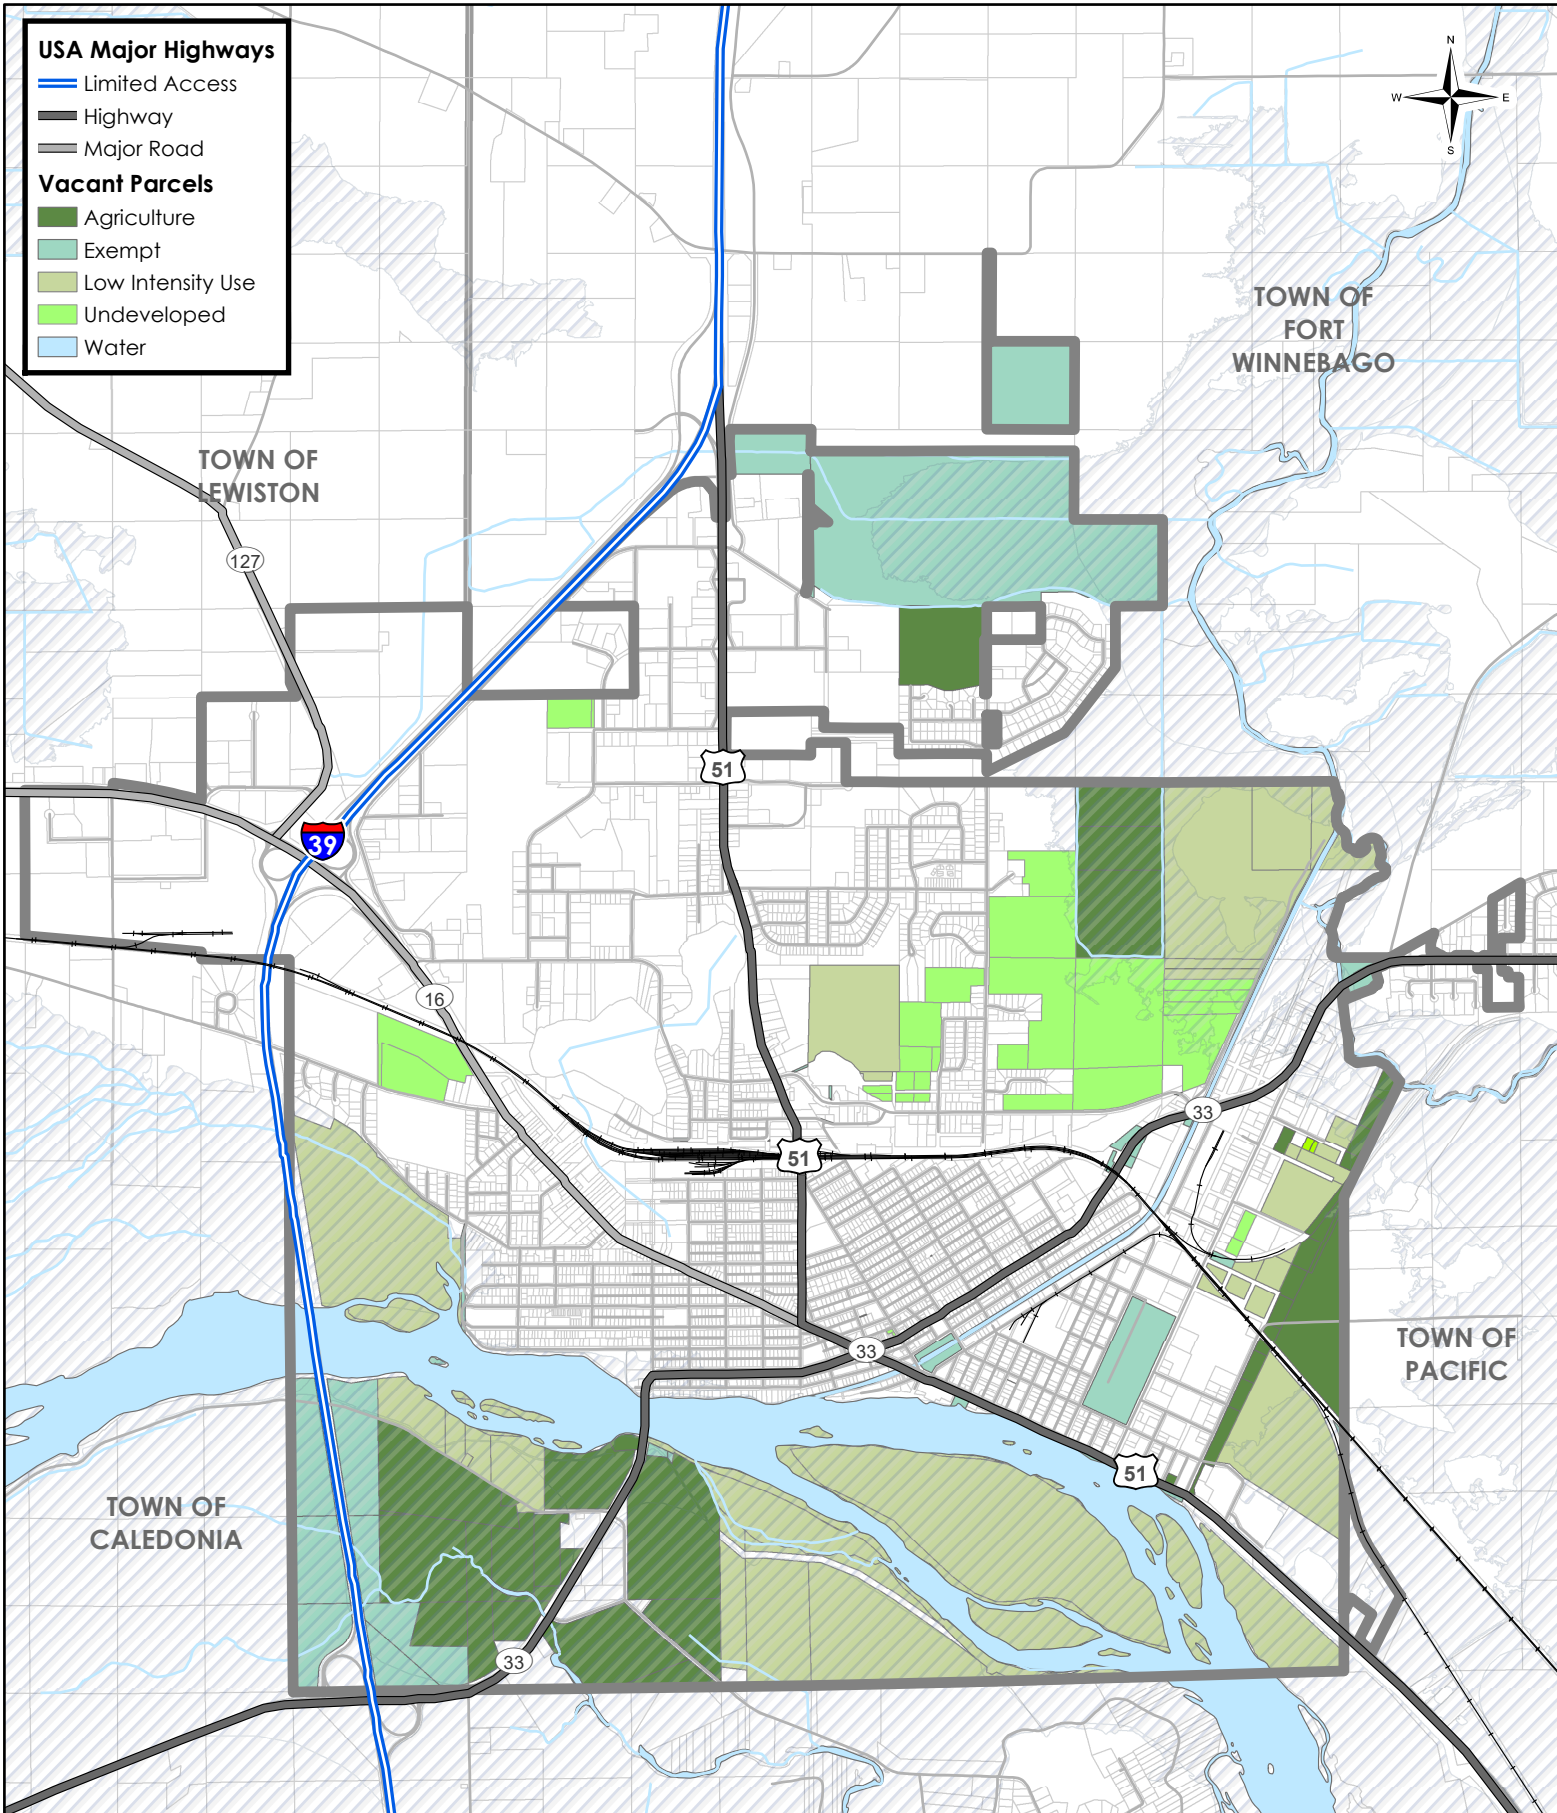 USA Major Highways
Limited Access
Highway
Major Road
Vacant Parcels
Agriculture
Exempt
Low Intensity Use
Undeveloped
Water
N
W
E
S
TOWN OF
FORT
WINNEBAGO
TOWN OF
LEWISTON
127
51
39
16
33
51
33
TOWN OF
PACIFIC
51
TOWN OF
CALEDONIA
33